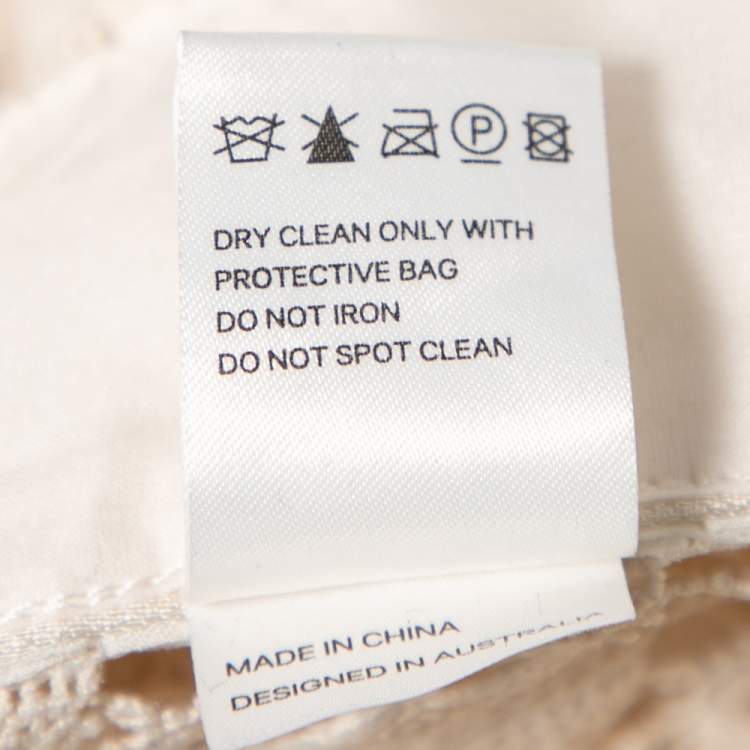 P
DRY CLEAN ONLY WITH
PROTECTIVE BAG
DO NOT IRON
DO NOT SPOT CLEAN
MADE IN CHINA
DESIGNED IN AUSTRALIA